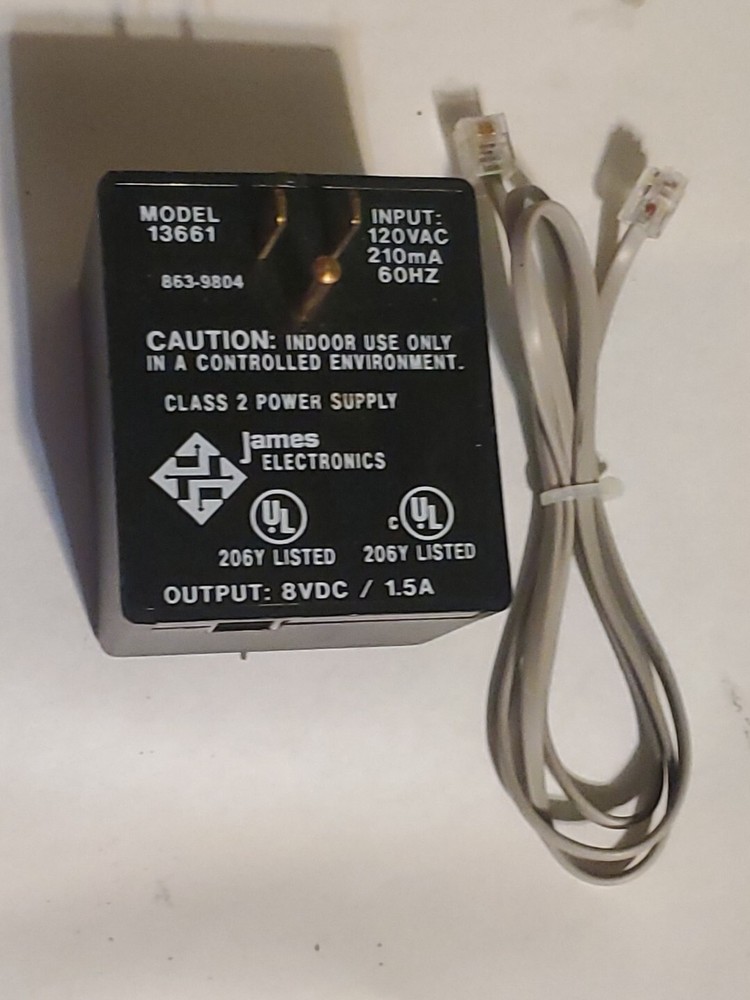 MODEL
13661
863-9804
INPUT:
120VAC
210mA
60HZ
CAUTION: INDOOR USE ONLY
IN A CONTROLLED ENVIRONMENT.
CLASS 2 POWER SUPPLY
James
ELECTRONICS
UL
206Y LISTED
C UL
206Y LISTED
OUTPUT: 8VDC / 1.5A